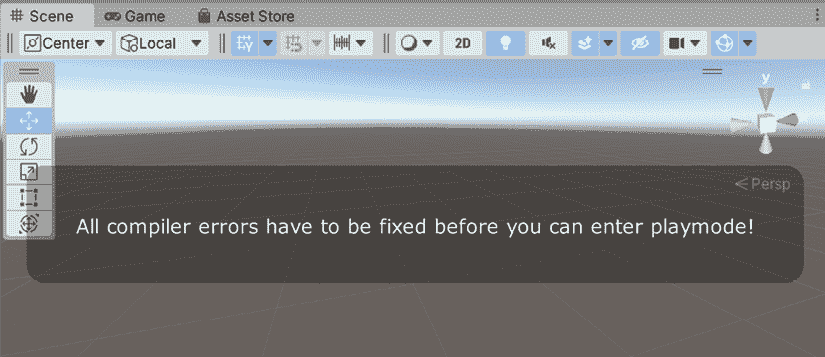 Scene Game Asset Store
Center Local 2D
y
Persp
All compiler errors have to be fixed before you can enter playmode!